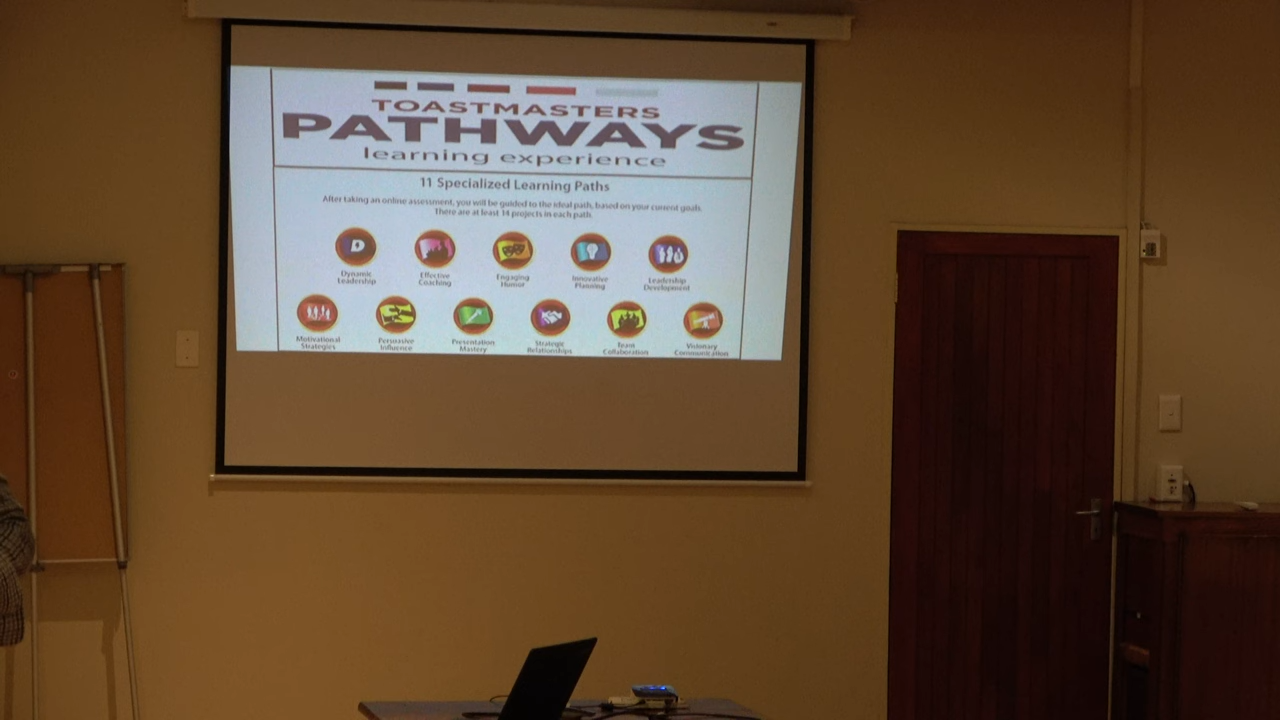 TOASTMASTERS
PATHWAYS
learning experience
11 Specialized Learning Paths
After taking an online assessment, you will be guided to the ideal path, based on your current goals.
There are at least 14 projects in each path.
D
Dynamic Leadership
Effective Coaching
Engaging Humor
Innovative Planning
Leadership Development
Motivational Strategies
Persuasive Influence
Presentation Mastery
Strategic Relationships
Team Collaboration
Visionary Communication